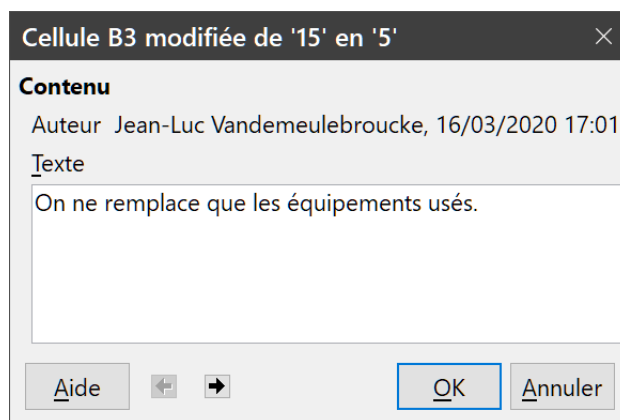 Cellule B3 modifiée de '15' en '5'
Contenu
Auteur Jean-Luc Vandemeulebroucke, 16/03/2020 17:01
Texte
On ne remplace que les équipements usés.
Aide OK Annuler